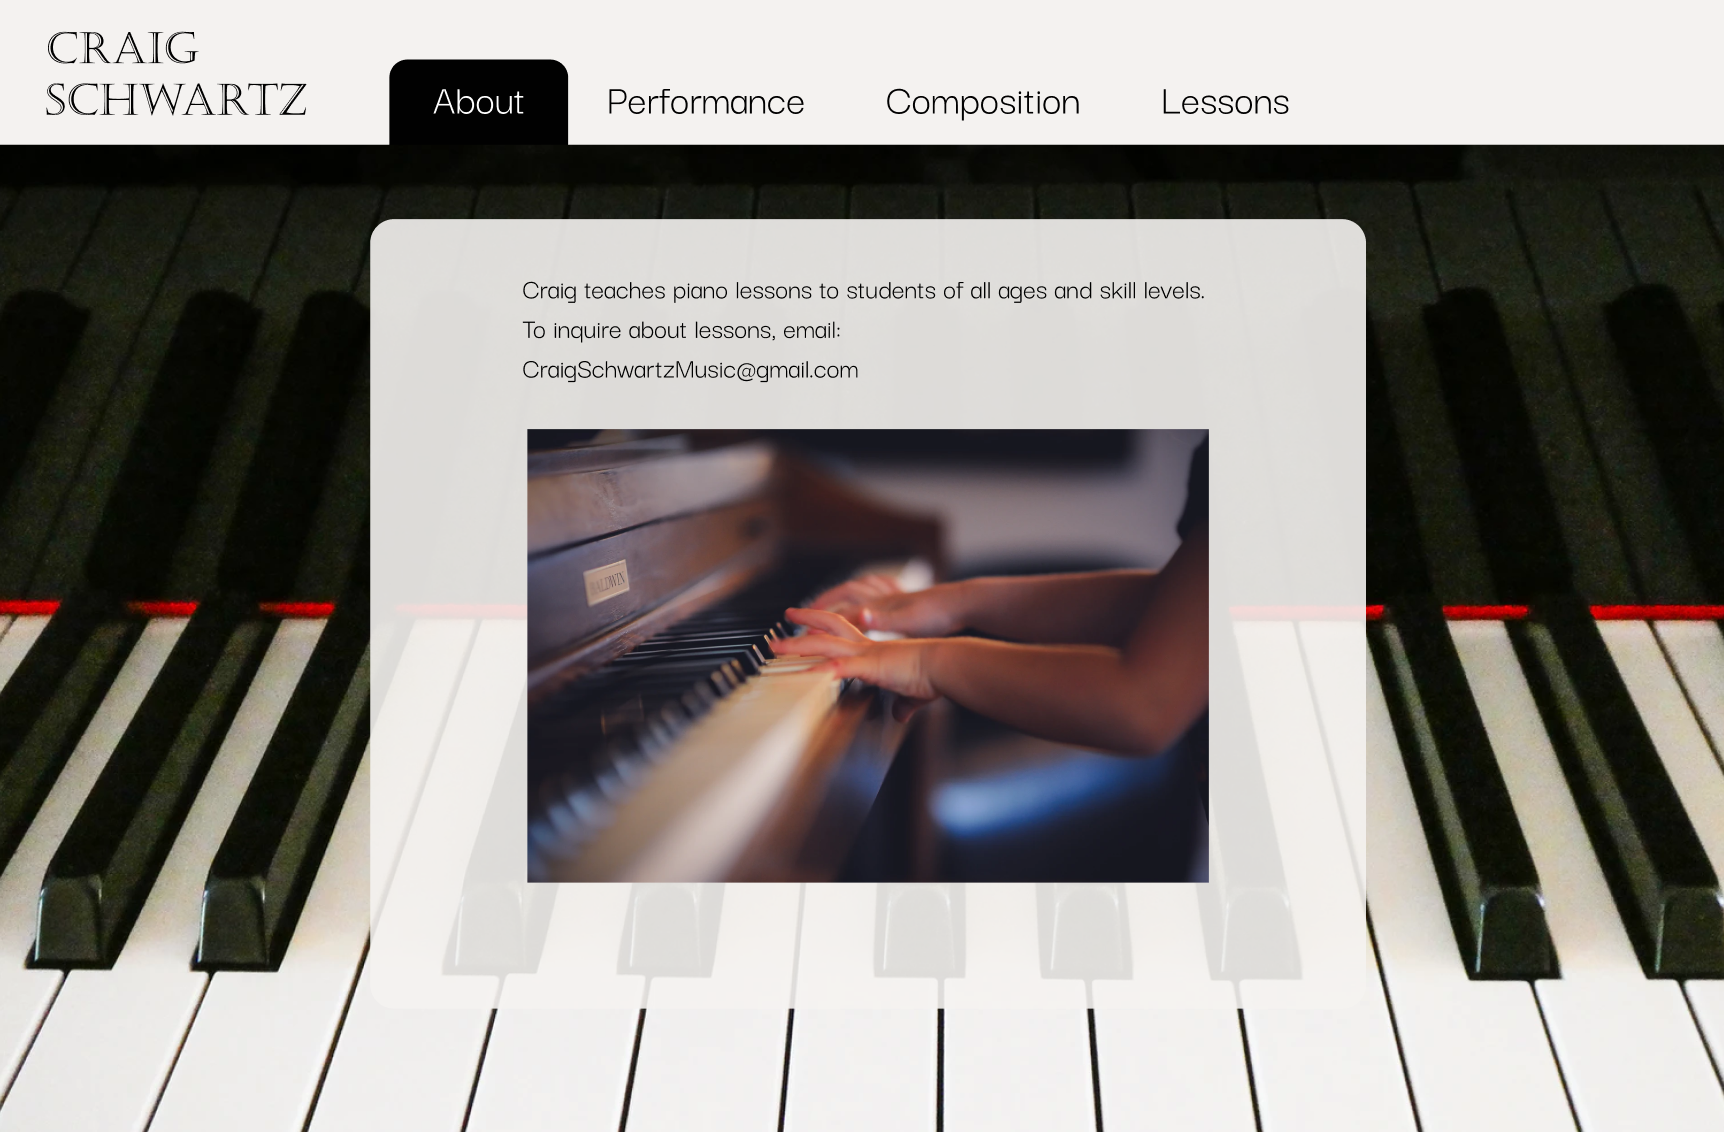 CRAIG
SCHWARTZ
About
Performance
Composition
Lessons
Craig teaches piano lessons to students of all ages and skill levels.
To inquire about lessons, email:
CraigSchwartzMusic@gmail.com
BALDWIN